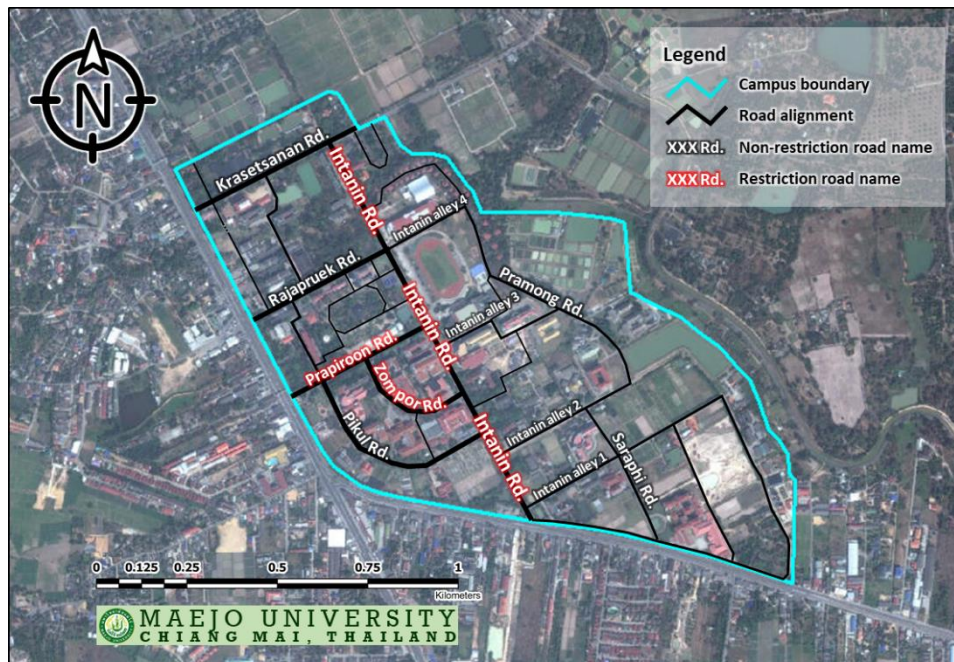 N
Legend
Campus boundary
Road alignment
XXX Rd. Non-restriction road name
XXX Rd. Restriction road name
Krasetsanan Rd.
Intanin Rd.
Intanin alley 4
Rajapruek Rd.
Pramong Rd.
Intanin Rd.
Intanin alley 3
Prapiroon Rd.
Zompor Rd.
Pikul Rd.
Intanin Rd.
Intanin alley 2
Intanin alley 1
Saraphi Rd.
0 0.125 0.25 0.5 0.75 1
Kilometers
MAEJO UNIVERSITY
CHIANG MAI, THAILAND